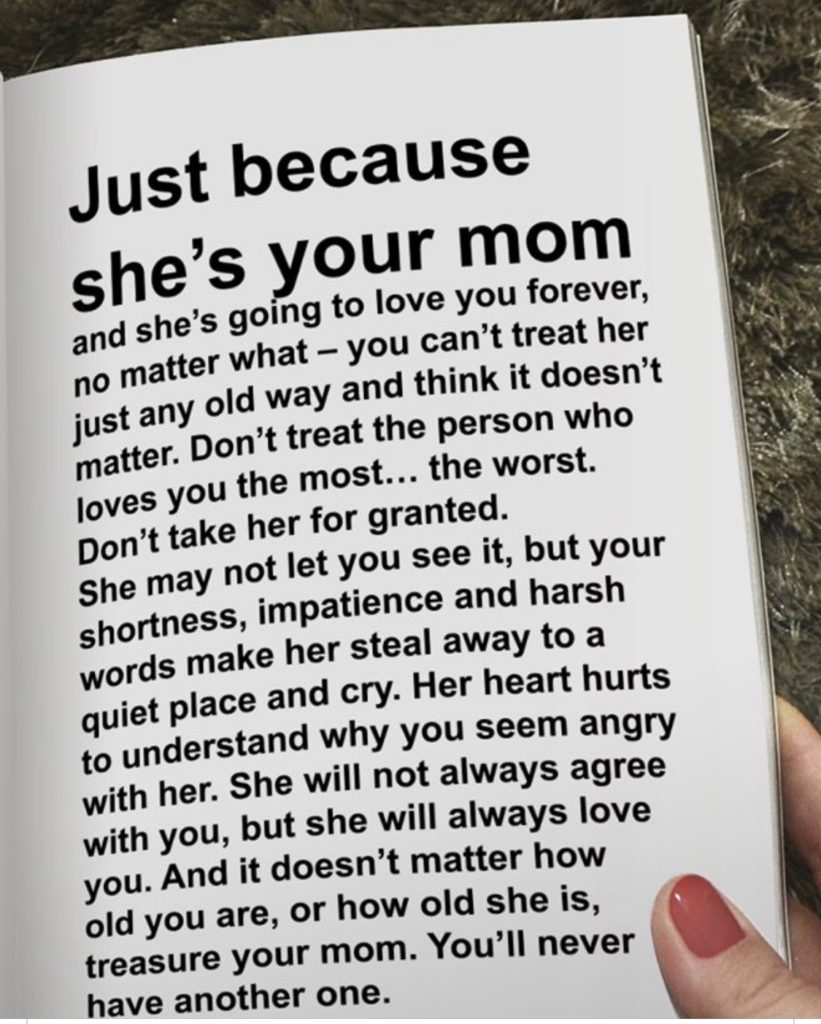 Just because
she’s your mom
and she’s going to love you forever,
no matter what – you can’t treat her
just any old way and think it doesn’t
matter. Don’t treat the person who
loves you the most… the worst.
Don’t take her for granted.
She may not let you see it, but your
shortness, impatience and harsh
words make her steal away to a
quiet place and cry. Her heart hurts
to understand why you seem angry
with her. She will not always agree
with you, but she will always love
you. And it doesn’t matter how
old you are, or how old she is,
treasure your mom. You’ll never
have another one.